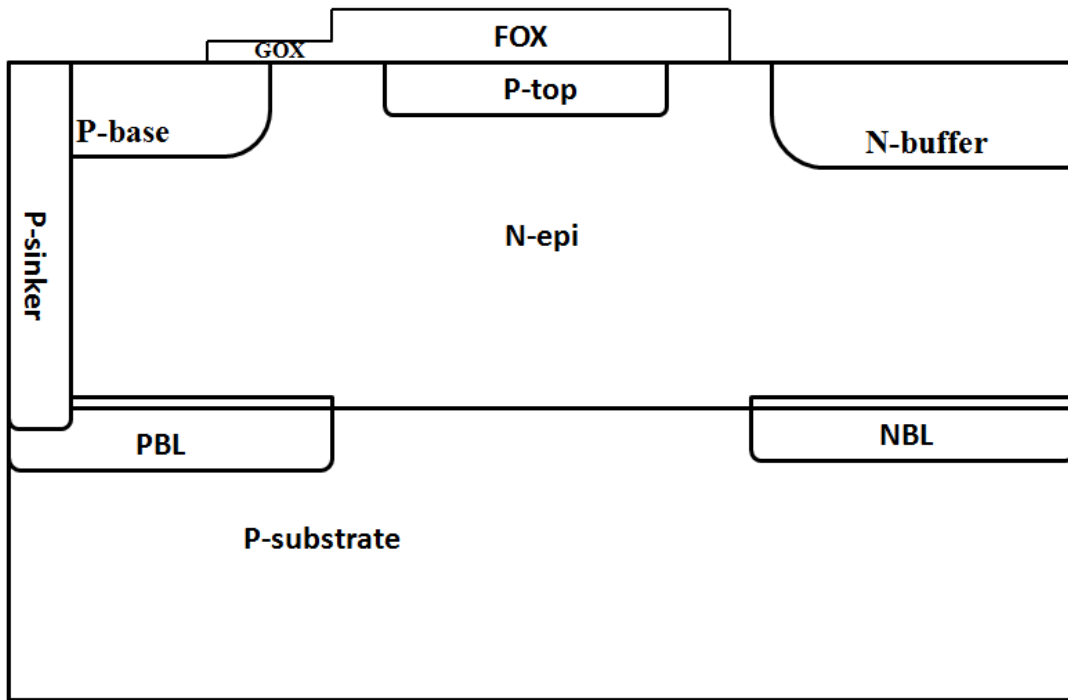 FOX
GOX
P-top
P-base
N-buffer
P-sinker
N-epi
PBL
NBL
P-substrate